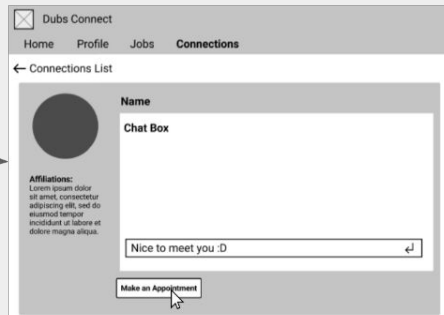 Dubs Connect
Home Profile Jobs Connections
← Connections List
Name
Chat Box
Affiliations:
Lorem ipsum dolor
sit amet, consectetur
adipiscing elit, sed do
eiusmod tempor
incididunt ut labore et
dolore magna aliqua.
Nice to meet you :D
Make an Appointment